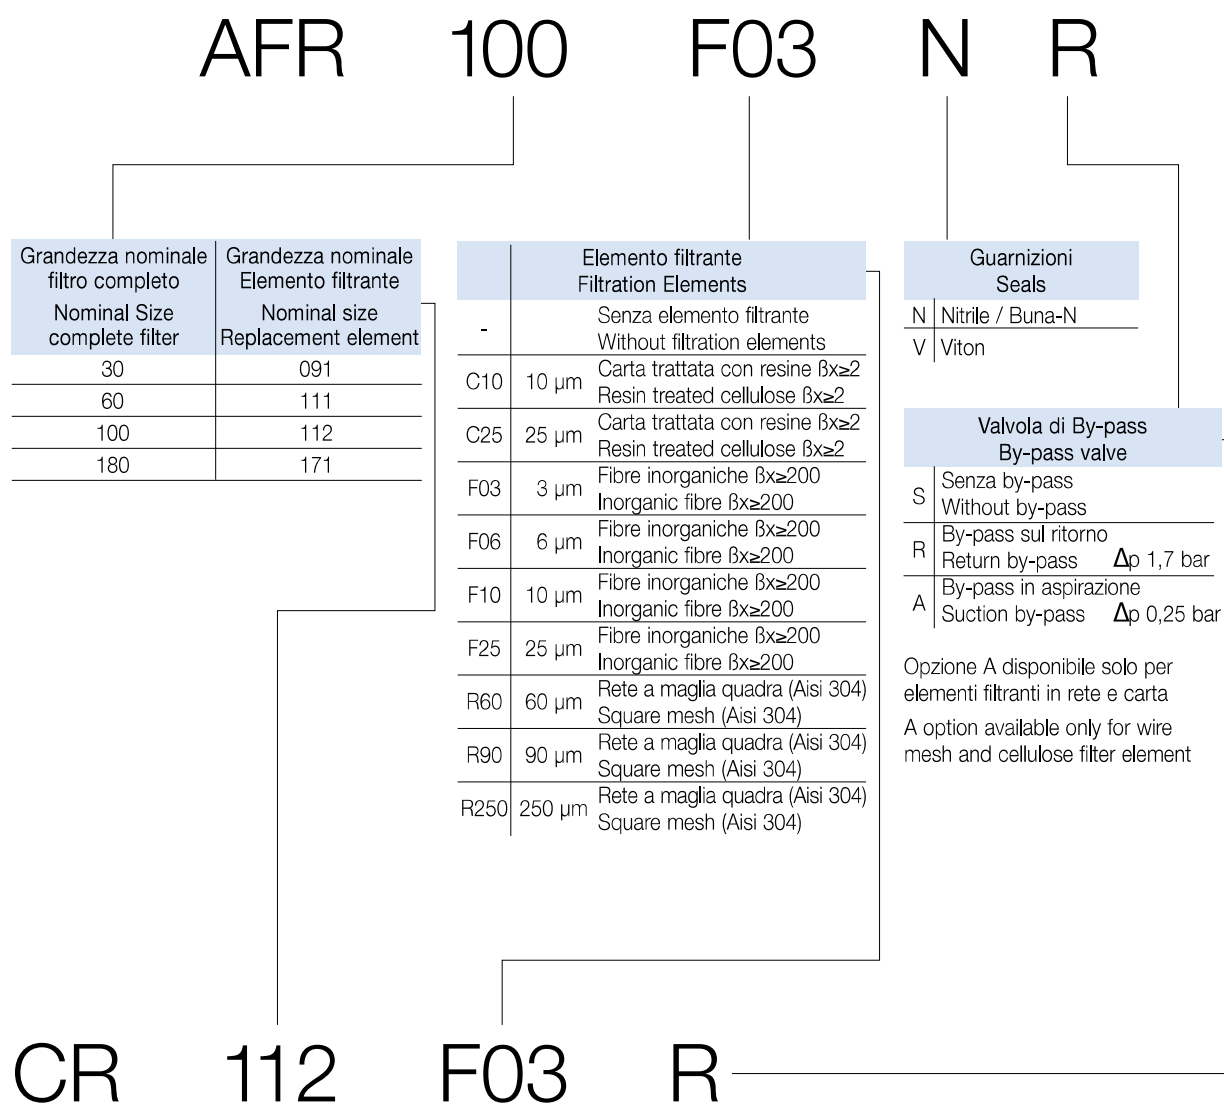 AFR 100 F03 N R
Grandezza nominale
filtro completo
Nominal Size
complete filter
Grandezza nominale
Elemento filtrante
Nominal size
Replacement element
30 091
60 111
100 112
180 171
Elemento filtrante
Filtration Elements
- Senza elemento filtrante
Without filtration elements
C10 10 µm Carta trattata con resine ßx≥2
Resin treated cellulose ßx≥2
C25 25 µm Carta trattata con resine ßx≥2
Resin treated cellulose ßx≥2
F03 3 µm Fibre inorganiche ßx≥200
Inorganic fibre ßx≥200
F06 6 µm Fibre inorganiche ßx≥200
Inorganic fibre ßx≥200
F10 10 µm Fibre inorganiche ßx≥200
Inorganic fibre ßx≥200
F25 25 µm Fibre inorganiche ßx≥200
Inorganic fibre ßx≥200
R60 60 µm Rete a maglia quadra (Aisi 304)
Square mesh (Aisi 304)
R90 90 µm Rete a maglia quadra (Aisi 304)
Square mesh (Aisi 304)
R250 250 µm Rete a maglia quadra (Aisi 304)
Square mesh (Aisi 304)
Guarnizioni
Seals
N Nitrile / Buna-N
V Viton
Valvola di By-pass
By-pass valve
S Senza by-pass
Without by-pass
R By-pass sul ritorno
Return by-pass Δp 1,7 bar
A By-pass in aspirazione
Suction by-pass Δp 0,25 bar
Opzione A disponibile solo per
elementi filtranti in rete e carta
A option available only for wire
mesh and cellulose filter element
CR 112 F03 R